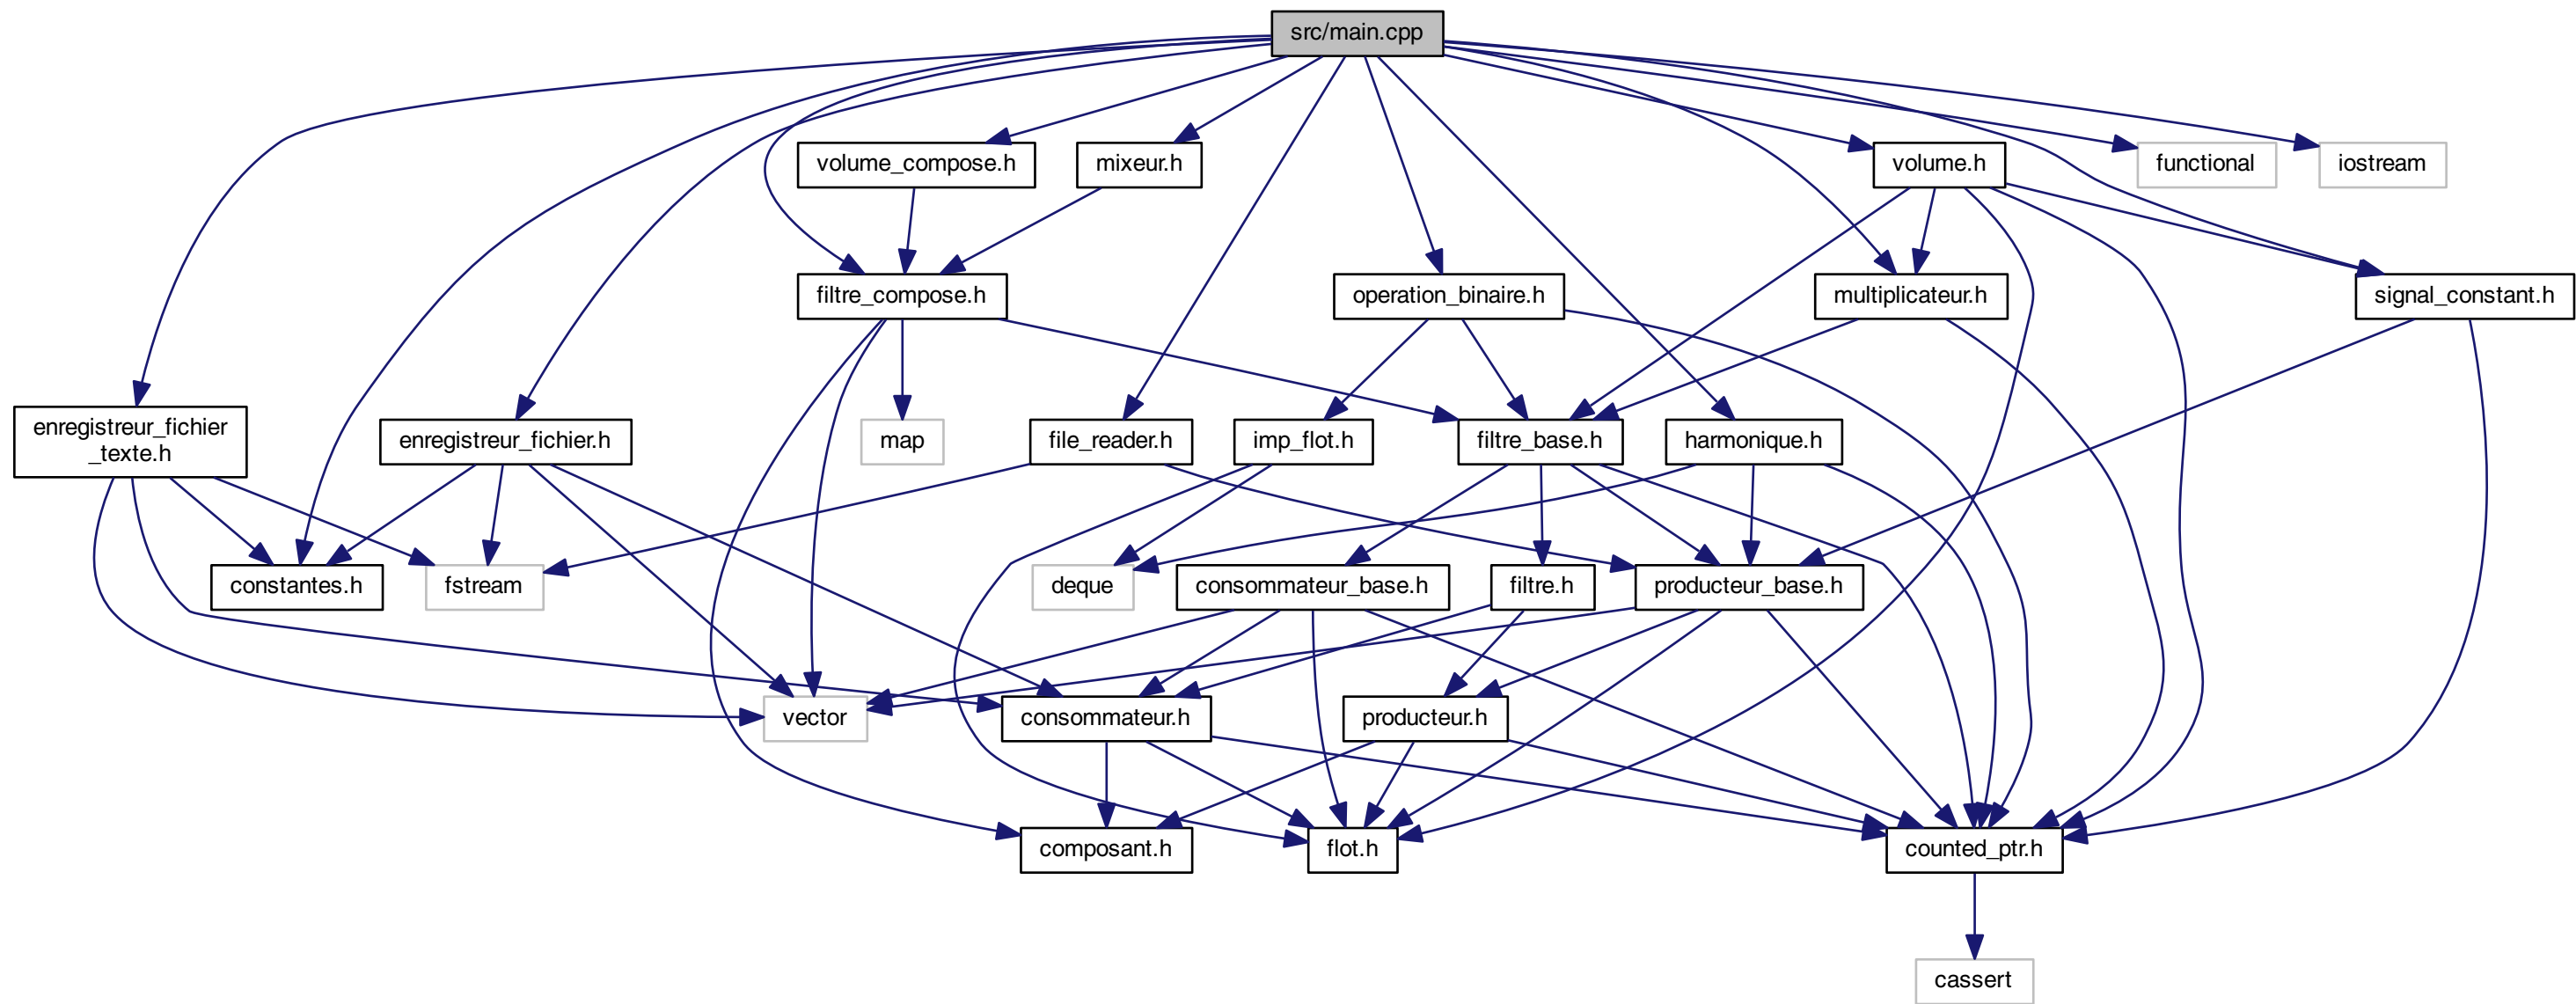 src/main.cpp
volume_compose.h
mixeur.h
volume.h
functional
iostream
filtre_compose.h
operation_binaire.h
multiplicateur.h
signal_constant.h
enregistreur_fichier
_texte.h
enregistreur_fichier.h
map
file_reader.h
imp_flot.h
filtre_base.h
harmonique.h
constantes.h
fstream
deque
consommateur_base.h
filtre.h
producteur_base.h
vector
consommateur.h
producteur.h
composant.h
flot.h
counted_ptr.h
cassert